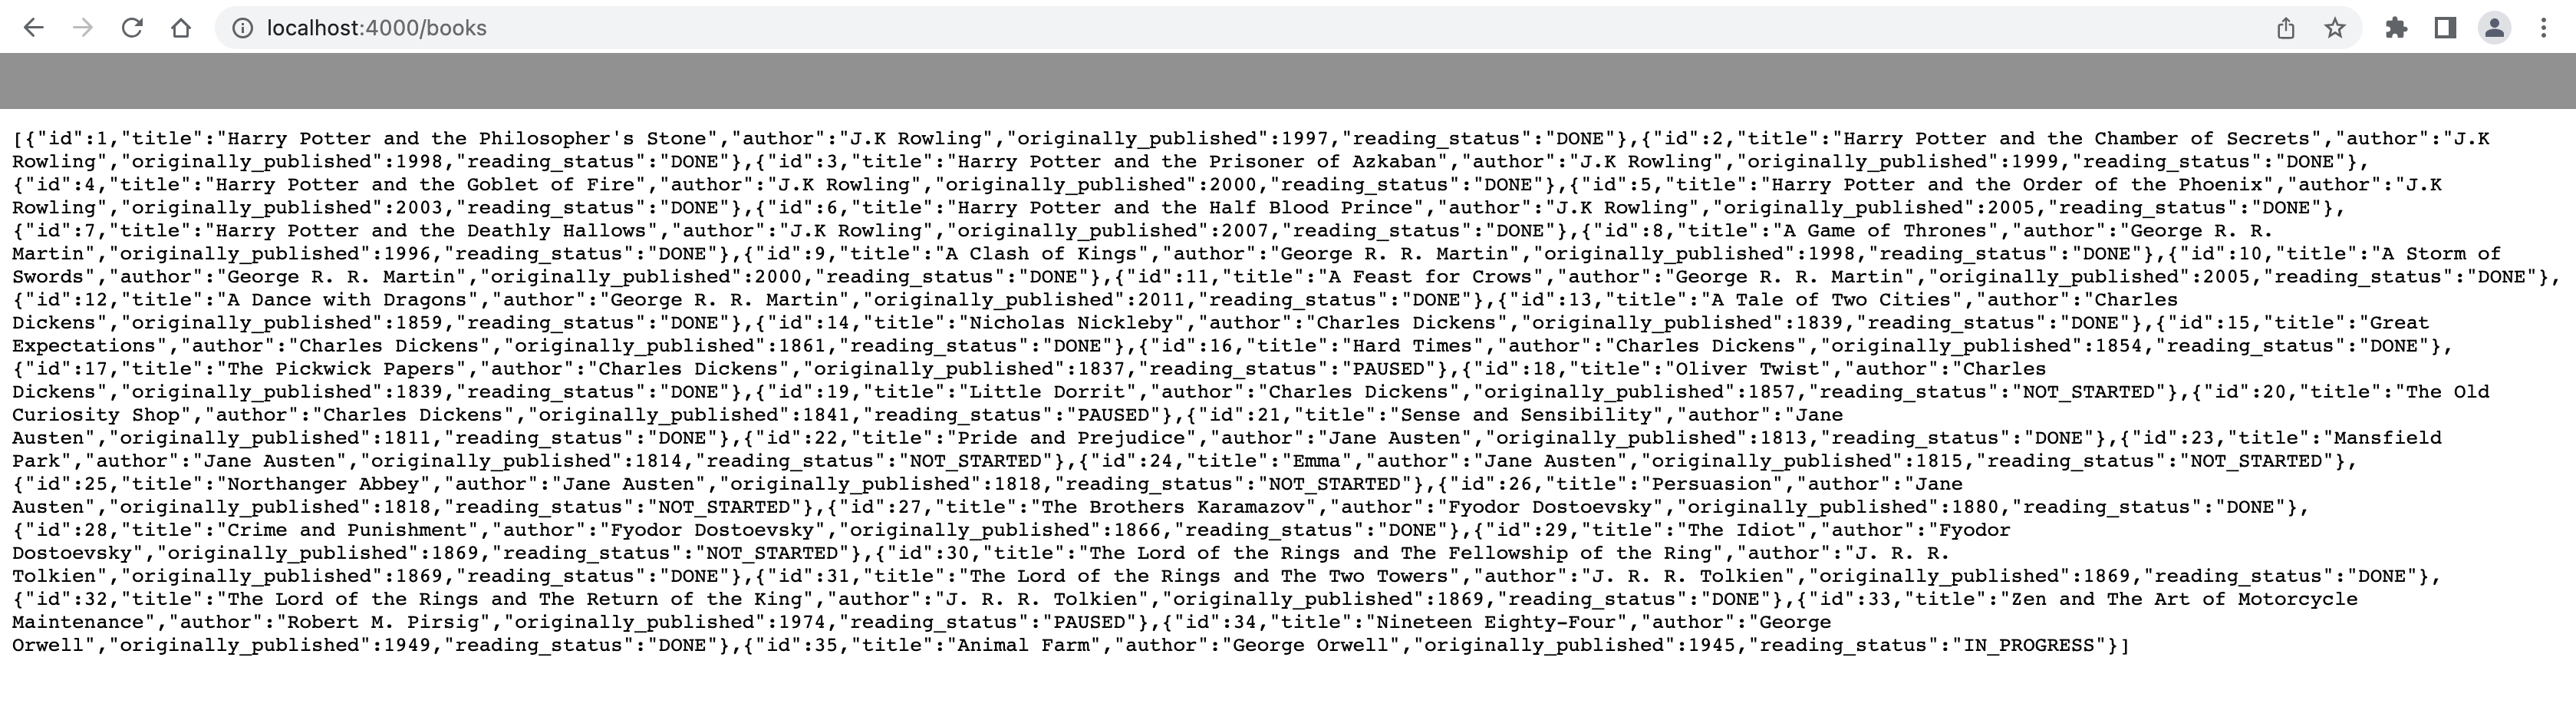 localhost:4000/books
[{"id":1,"title":"Harry Potter and the Philosopher's Stone","author":"J.K Rowling","originally_published":1997,"reading_status":"DONE"},{"id":2,"title":"Harry Potter and the Chamber of Secrets","author":"J.K
Rowling","originally_published":1998,"reading_status":"DONE"},{"id":3,"title":"Harry Potter and the Prisoner of Azkaban","author":"J.K Rowling","originally_published":1999,"reading_status":"DONE"},
{"id":4,"title":"Harry Potter and the Goblet of Fire","author":"J.K Rowling","originally_published":2000,"reading_status":"DONE"},{"id":5,"title":"Harry Potter and the Order of the Phoenix","author":"J.K
Rowling","originally_published":2003,"reading_status":"DONE"},{"id":6,"title":"Harry Potter and the Half Blood Prince","author":"J.K Rowling","originally_published":2005,"reading_status":"DONE"},
{"id":7,"title":"Harry Potter and the Deathly Hallows","author":"J.K Rowling","originally_published":2007,"reading_status":"DONE"},{"id":8,"title":"A Game of Thrones","author":"George R. R.
Martin","originally_published":1996,"reading_status":"DONE"},{"id":9,"title":"A Clash of Kings","author":"George R. R. Martin","originally_published":1998,"reading_status":"DONE"},{"id":10,"title":"A Storm of
Swords","author":"George R. R. Martin","originally_published":2000,"reading_status":"DONE"},{"id":11,"title":"A Feast for Crows","author":"George R. R. Martin","originally_published":2005,"reading_status":"DONE"},
{"id":12,"title":"A Dance with Dragons","author":"George R. R. Martin","originally_published":2011,"reading_status":"DONE"},{"id":13,"title":"A Tale of Two Cities","author":"Charles
Dickens","originally_published":1859,"reading_status":"DONE"},{"id":14,"title":"Nicholas Nickleby","author":"Charles Dickens","originally_published":1839,"reading_status":"DONE"},{"id":15,"title":"Great
Expectations","author":"Charles Dickens","originally_published":1861,"reading_status":"DONE"},{"id":16,"title":"Hard Times","author":"Charles Dickens","originally_published":1854,"reading_status":"DONE"},
{"id":17,"title":"The Pickwick Papers","author":"Charles Dickens","originally_published":1837,"reading_status":"PAUSED"},{"id":18,"title":"Oliver Twist","author":"Charles
Dickens","originally_published":1839,"reading_status":"DONE"},{"id":19,"title":"Little Dorrit","author":"Charles Dickens","originally_published":1857,"reading_status":"NOT_STARTED"},{"id":20,"title":"The Old
Curiosity Shop","author":"Charles Dickens","originally_published":1841,"reading_status":"PAUSED"},{"id":21,"title":"Sense and Sensibility","author":"Jane
Austen","originally_published":1811,"reading_status":"DONE"},{"id":22,"title":"Pride and Prejudice","author":"Jane Austen","originally_published":1813,"reading_status":"DONE"},{"id":23,"title":"Mansfield
Park","author":"Jane Austen","originally_published":1814,"reading_status":"NOT_STARTED"},{"id":24,"title":"Emma","author":"Jane Austen","originally_published":1815,"reading_status":"NOT_STARTED"},
{"id":25,"title":"Northanger Abbey","author":"Jane Austen","originally_published":1818,"reading_status":"NOT_STARTED"},{"id":26,"title":"Persuasion","author":"Jane
Austen","originally_published":1818,"reading_status":"NOT_STARTED"},{"id":27,"title":"The Brothers Karamazov","author":"Fyodor Dostoevsky","originally_published":1880,"reading_status":"DONE"},
{"id":28,"title":"Crime and Punishment","author":"Fyodor Dostoevsky","originally_published":1866,"reading_status":"DONE"},{"id":29,"title":"The Idiot","author":"Fyodor
Dostoevsky","originally_published":1869,"reading_status":"NOT_STARTED"},{"id":30,"title":"The Lord of the Rings and The Fellowship of the Ring","author":"J. R. R.
Tolkien","originally_published":1869,"reading_status":"DONE"},{"id":31,"title":"The Lord of the Rings and The Two Towers","author":"J. R. R. Tolkien","originally_published":1869,"reading_status":"DONE"},
{"id":32,"title":"The Lord of the Rings and The Return of the King","author":"J. R. R. Tolkien","originally_published":1869,"reading_status":"DONE"},{"id":33,"title":"Zen and The Art of Motorcycle
Maintenance","author":"Robert M. Pirsig","originally_published":1974,"reading_status":"PAUSED"},{"id":34,"title":"Nineteen Eighty-Four","author":"George
Orwell","originally_published":1949,"reading_status":"DONE"},{"id":35,"title":"Animal Farm","author":"George Orwell","originally_published":1945,"reading_status":"IN_PROGRESS"}]